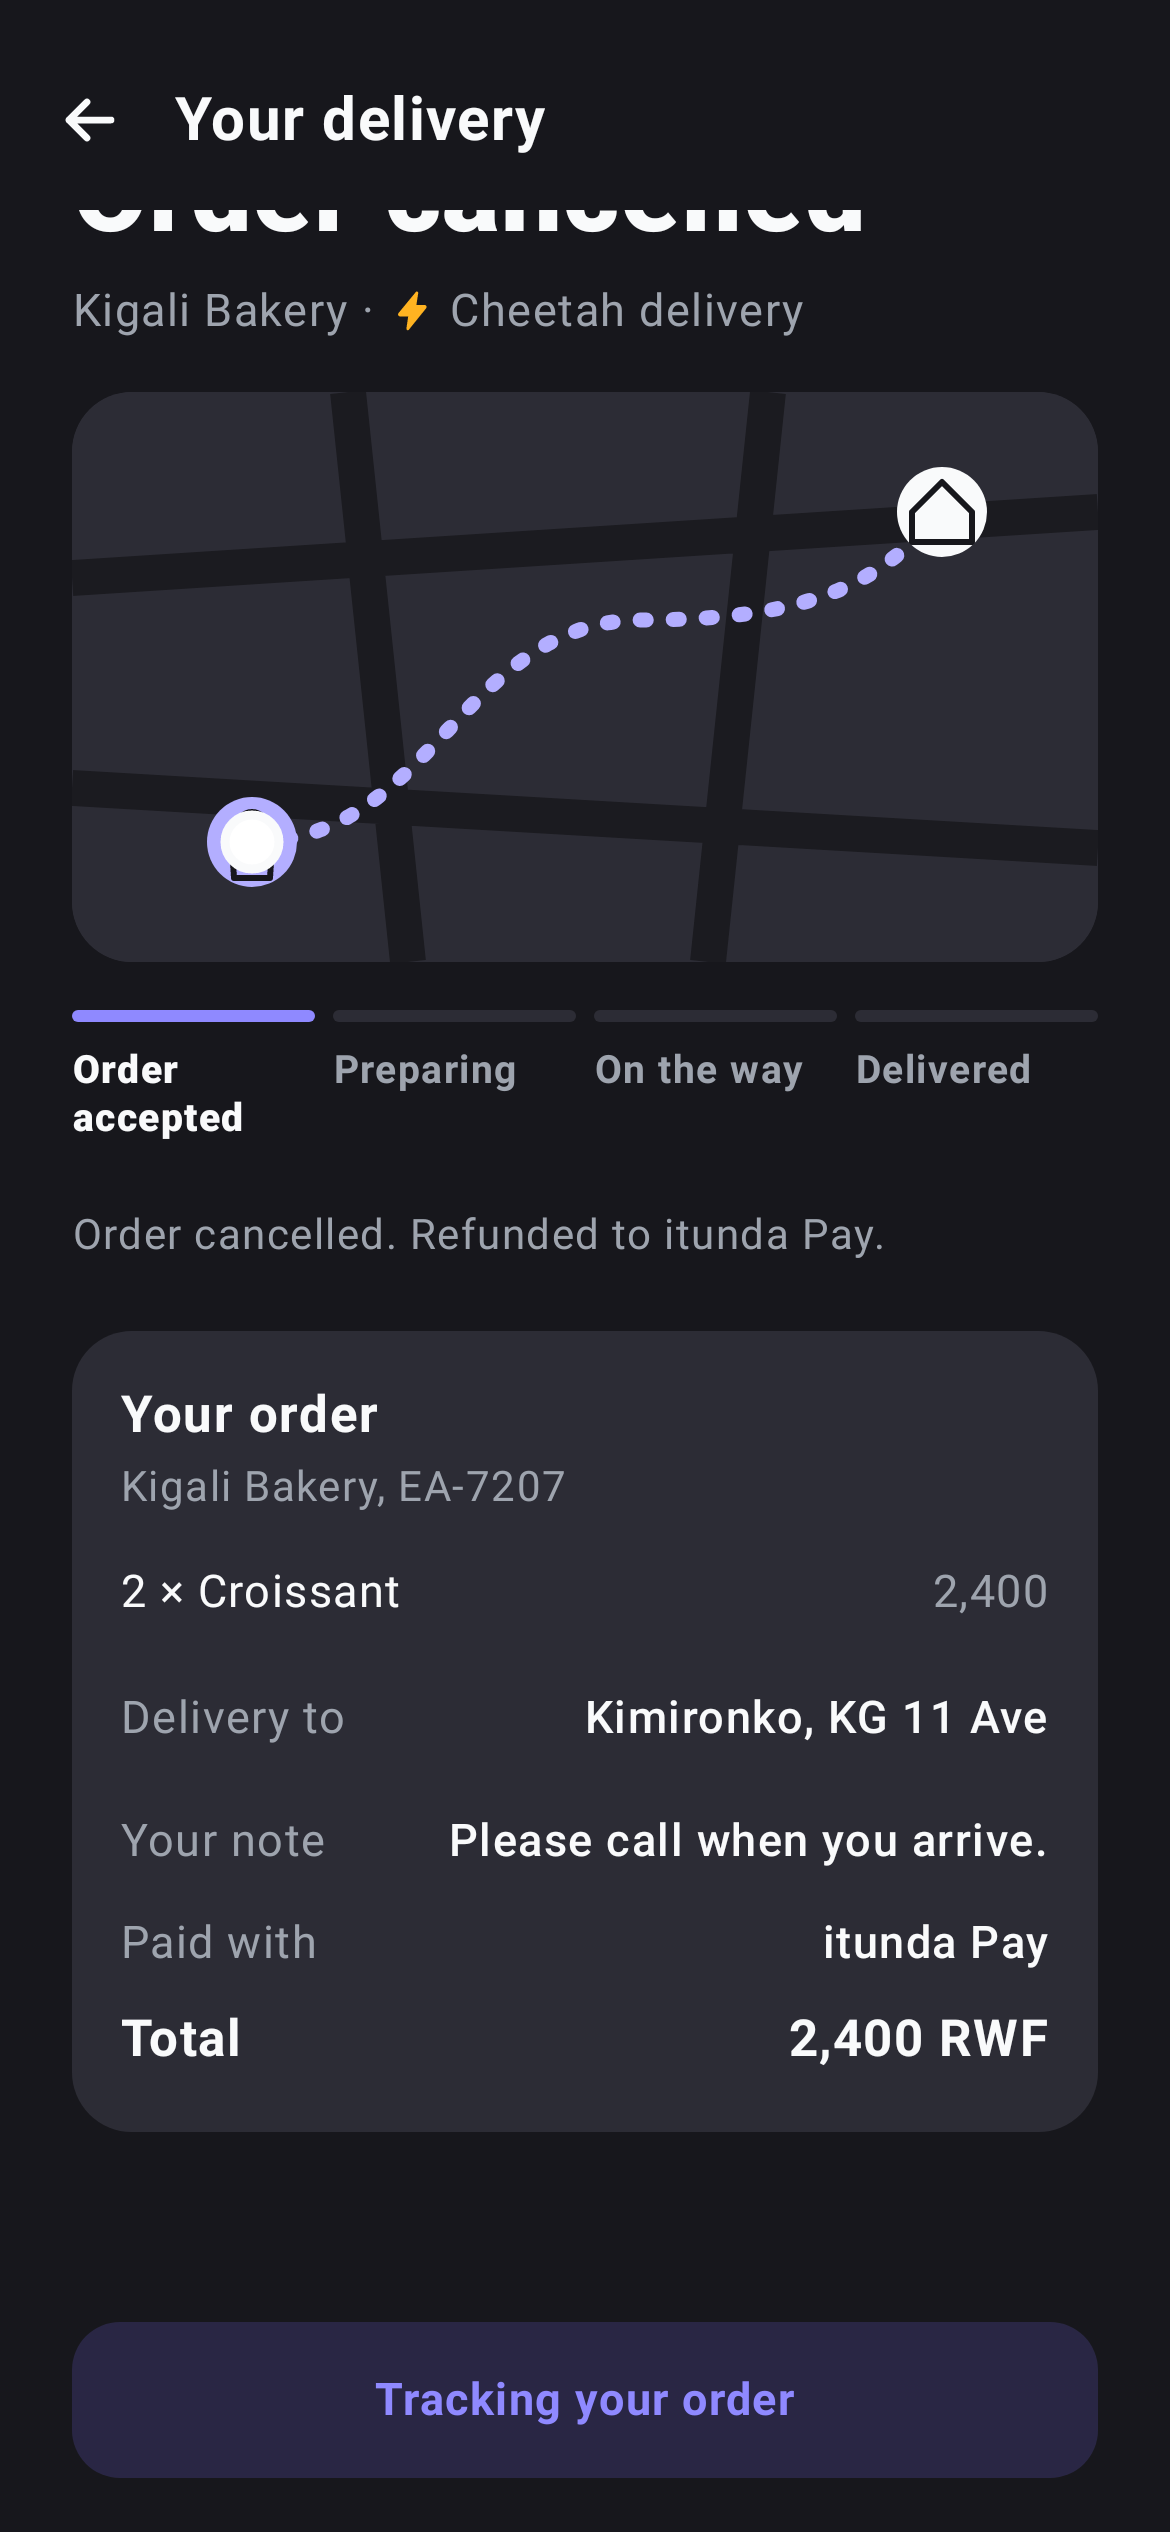 Your delivery
Order cancelled
Kigali Bakery · ⚡ Cheetah delivery
Order accepted
Preparing
On the way
Delivered
Order cancelled. Refunded to itunda Pay.
Your order
Kigali Bakery, EA-7207
2 × Croissant 2,400
Delivery to Kimironko, KG 11 Ave
Your note Please call when you arrive.
Paid with itunda Pay
Total 2,400 RWF
Tracking your order